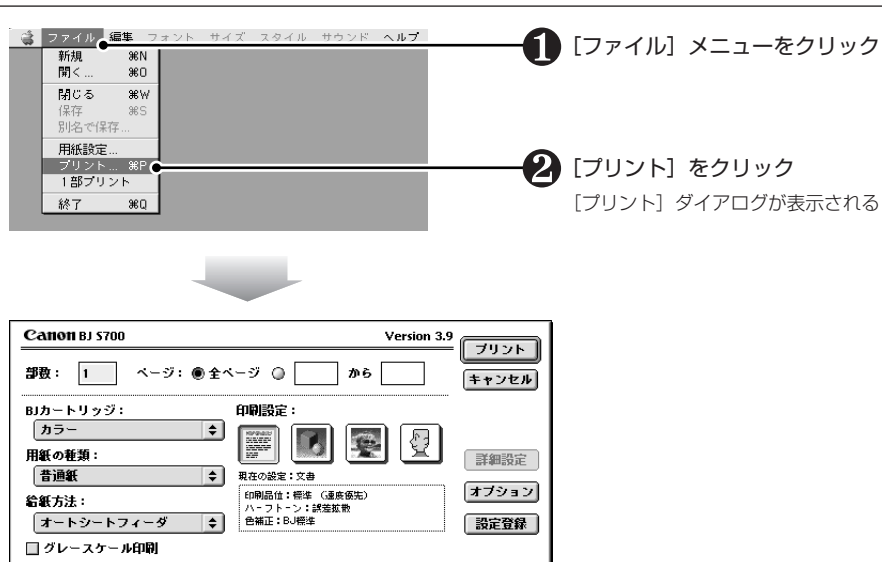 ファイル 編集 フォント サイズ スタイル サウンド ヘルプ
新規 ⌘N
開く... ⌘O
閉じる ⌘W
保存 ⌘S
別名で保存...
用紙設定...
プリント... ⌘P
1部プリント
終了 ⌘Q
❶ [ファイル] メニューをクリック
❷ [プリント] をクリック
[プリント] ダイアログが表示される
Canon BJ S700 Version 3.9
プリント
部数： 1 ページ： 全ページ から
キャンセル
BJカートリッジ： 印刷設定：
カラー
用紙の種類：
普通紙
現在の設定：文書
詳細設定
給紙方法：
印刷品位：標準 （速度優先）
ハーフトーン：誤差拡散
色補正：BJ標準
オプション
オートシートフィーダ
設定登録
グレースケール印刷